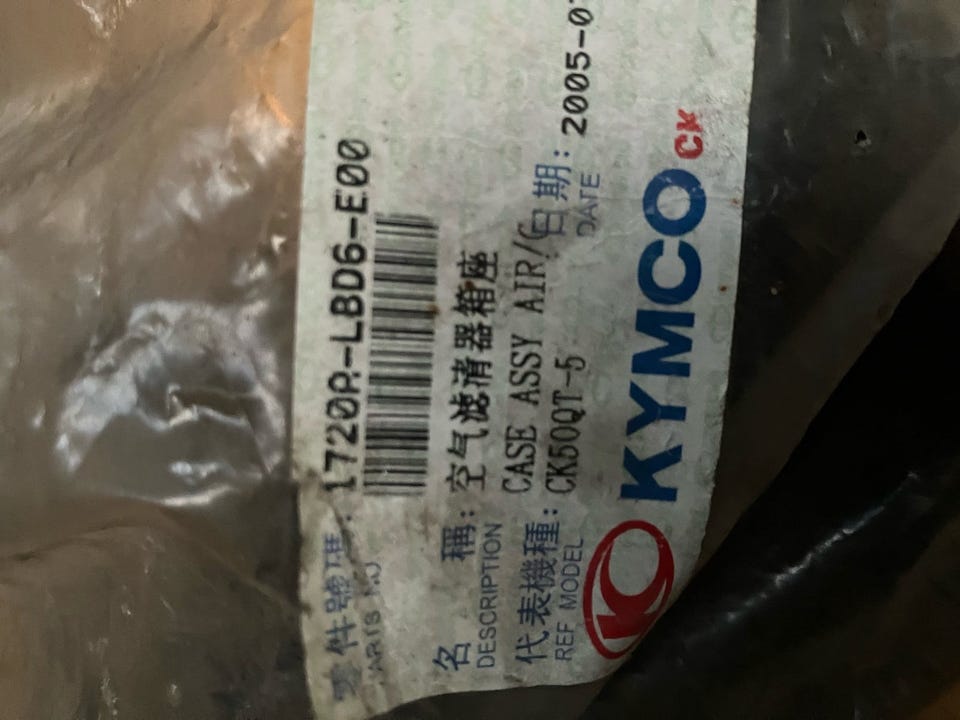 零件號碼: 1720A-LBD6-E00
PARTS NO
名 稱: 空气滤清器箱座
DESCRIPTION CASE ASSY AIR/C
代表機種: CK50QT-5
REF MODEL
日期: 2005-0
DATE
KYMCO CK